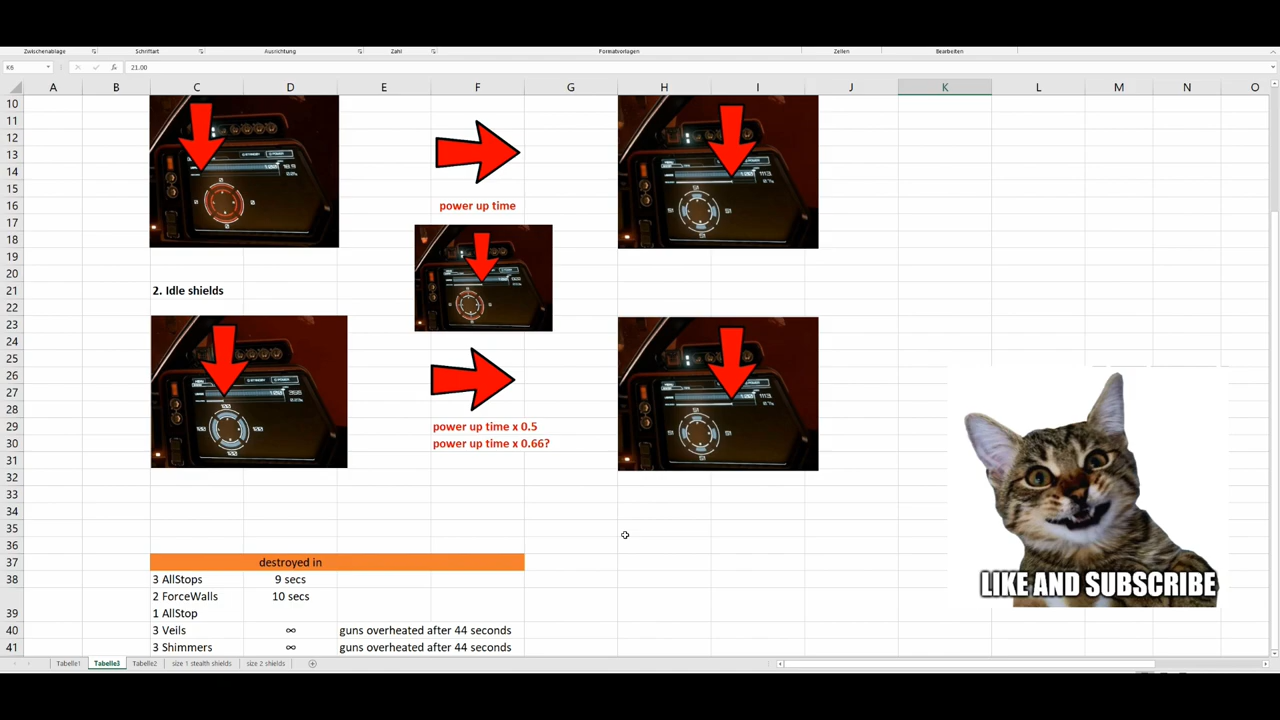 Zwischenablage Schriftart Ausrichtung Zahl Formatvorlagen Zellen Bearbeiten
K6 21.00
A B C D E F G H I J K L M N O
10
11
12
13
14
15
16 power up time
17
18
19
20
21 2. Idle shields
22
23
24
25
26
27
28
29 power up time x 0.5
30 power up time x 0.66?
31
32
33
34
35
36
37 destroyed in
38 3 AllStops 9 secs
2 ForceWalls 10 secs
39 1 AllStop
40 3 Veils ∞ guns overheated after 44 seconds
41 3 Shimmers ∞ guns overheated after 44 seconds
LIKE AND SUBSCRIBE
Tabelle1 Tabelle3 Tabelle2 size 1 stealth shields size 2 shields